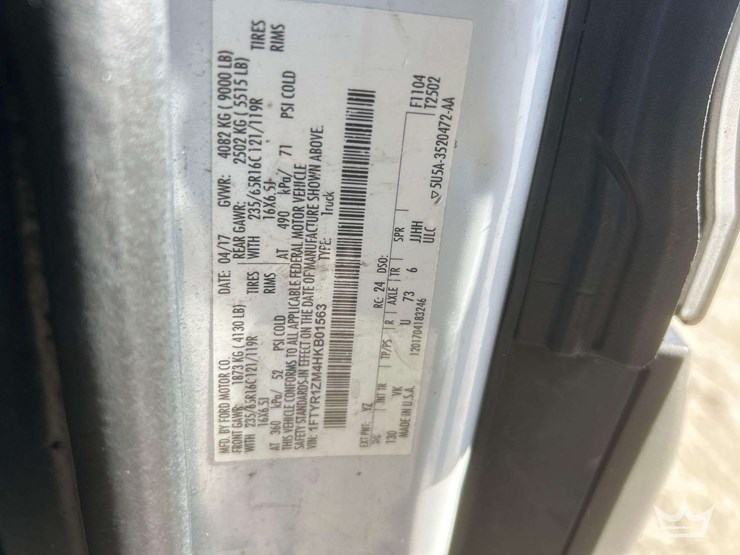 MFD. BY FORD MOTOR CO.
DATE: 04/17 GVWR: 4082 KG ( 9000 LB)
FRONT GAWR: 1873 KG ( 4130 LB) REAR GAWR: 2502 KG ( 5515 LB)
WITH 235/65R16C 121/119R TIRES WITH 235/65R16C 121/119R TIRES
16X6.5J RIMS 16X6.5J RIMS
AT 360 kPa/ 52 PSI COLD AT 490 kPa/ 71 PSI COLD
THIS VEHICLE CONFORMS TO ALL APPLICABLE FEDERAL MOTOR VEHICLE
SAFETY STANDARDS IN EFFECT ON THE DATE OF MANUFACTURE SHOWN ABOVE.
VIN: 1FTYR1ZM4HKB01563 TYPE: Truck
F1104
T2502
EXT PNT: YZ RC: 24 DSO:
INT TR TP/PS R AXLE TR SPR
130 VK U 73 6 JJHH
MADE IN U.S.A. ULC
1201704183246
▽5U5A-3520472-AA